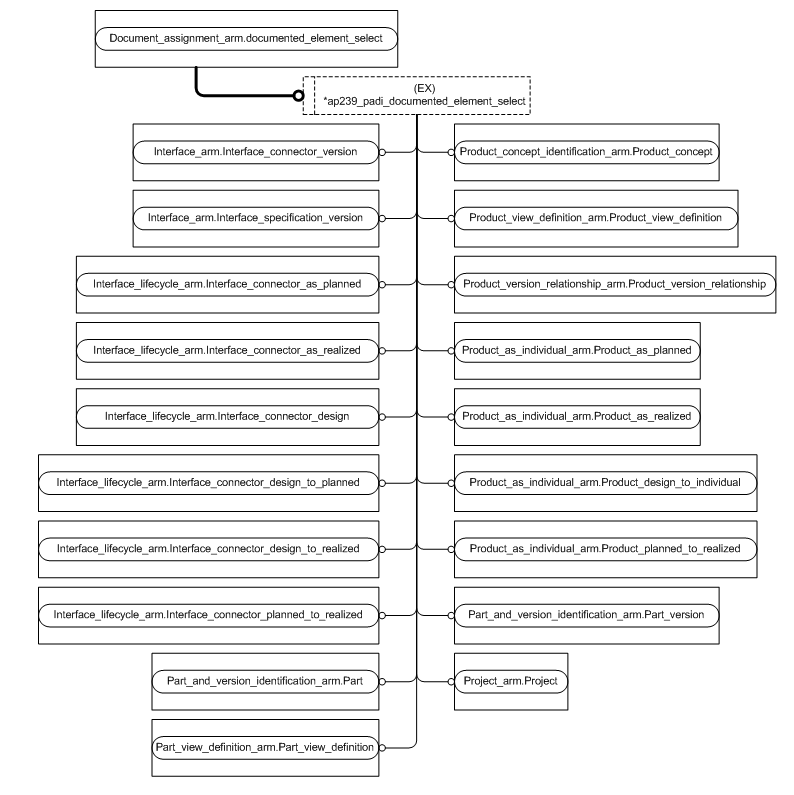 Document_assignment_arm.documented_element_select
(EX)
*ap239_padi_documented_element_select
Interface_arm.Interface_connector_version
Product_concept_identification_arm.Product_concept
Interface_arm.Interface_specification_version
Product_view_definition_arm.Product_view_definition
Interface_lifecycle_arm.Interface_connector_as_planned
Product_version_relationship_arm.Product_version_relationship
Interface_lifecycle_arm.Interface_connector_as_realized
Product_as_individual_arm.Product_as_planned
Interface_lifecycle_arm.Interface_connector_design
Product_as_individual_arm.Product_as_realized
Interface_lifecycle_arm.Interface_connector_design_to_planned
Product_as_individual_arm.Product_design_to_individual
Interface_lifecycle_arm.Interface_connector_design_to_realized
Product_as_individual_arm.Product_planned_to_realized
Interface_lifecycle_arm.Interface_connector_planned_to_realized
Part_and_version_identification_arm.Part_version
Part_and_version_identification_arm.Part
Project_arm.Project
Part_view_definition_arm.Part_view_definition